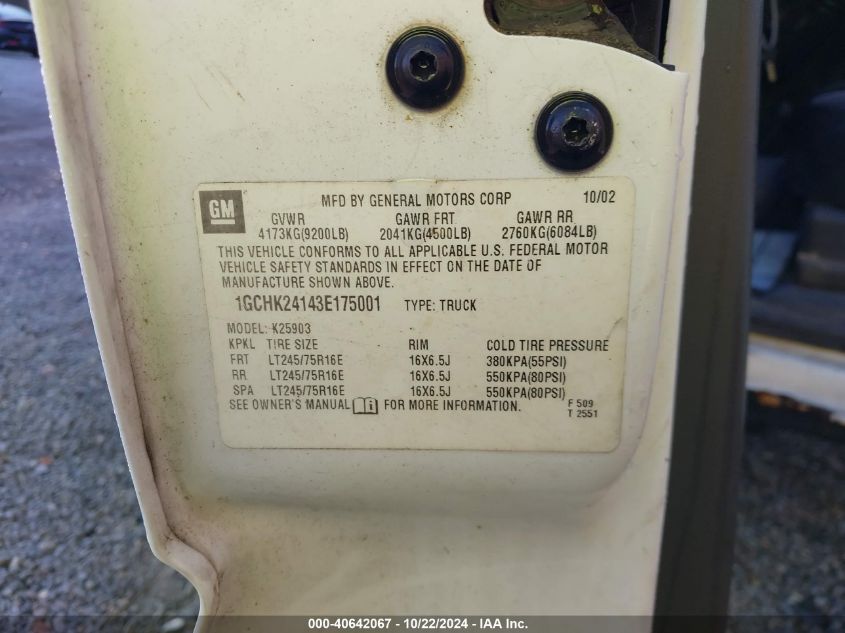 GM
MFD BY GENERAL MOTORS CORP 10/02
GVWR GAWR FRT GAWR RR
4173KG(9200LB) 2041KG(4500LB) 2760KG(6084LB)
THIS VEHICLE CONFORMS TO ALL APPLICABLE U.S. FEDERAL MOTOR
VEHICLE SAFETY STANDARDS IN EFFECT ON THE DATE OF
MANUFACTURE SHOWN ABOVE.
1GCHK24143E175001 TYPE: TRUCK
MODEL: K25903
KPKL TIRE SIZE RIM COLD TIRE PRESSURE
FRT LT245/75R16E 16X6.5J 380KPA(55PSI)
RR LT245/75R16E 16X6.5J 550KPA(80PSI)
SPA LT245/75R16E 16X6.5J 550KPA(80PSI)
SEE OWNER'S MANUAL FOR MORE INFORMATION. F 509
T 2551
000-40642067 - 10/22/2024 - IAA Inc.